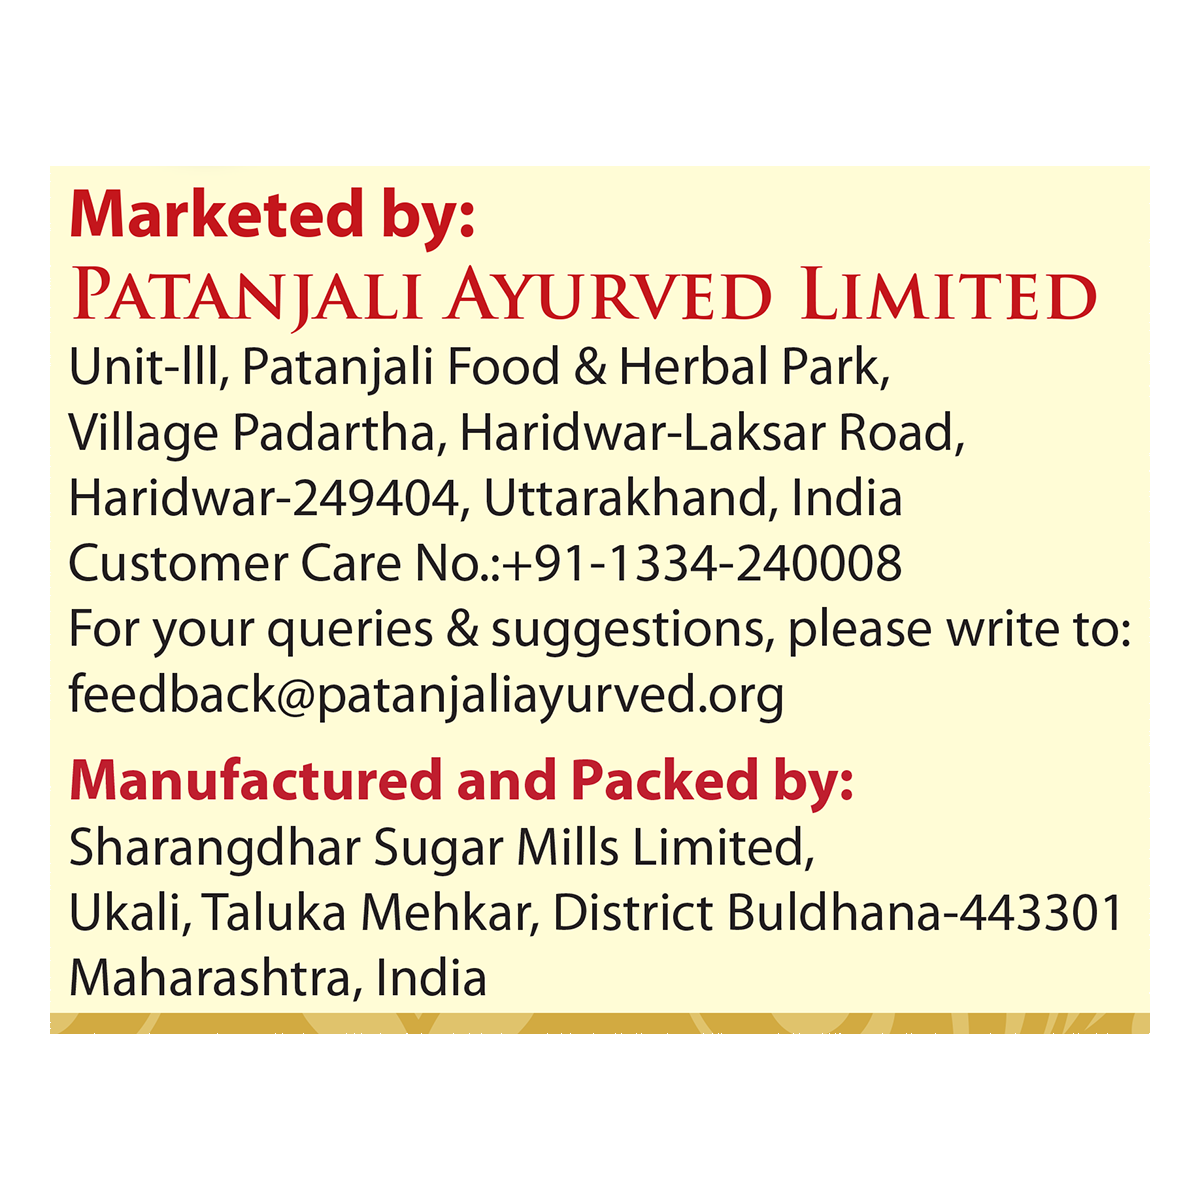 Marketed by:
PATANJALI AYURVED LIMITED
Unit-lll, Patanjali Food & Herbal Park,
Village Padartha, Haridwar-Laksar Road,
Haridwar-249404, Uttarakhand, India
Customer Care No.:+91-1334-240008
For your queries & suggestions, please write to:
feedback@patanjaliayurved.org
Manufactured and Packed by:
Sharangdhar Sugar Mills Limited,
Ukali, Taluka Mehkar, District Buldhana-443301
Maharashtra, India